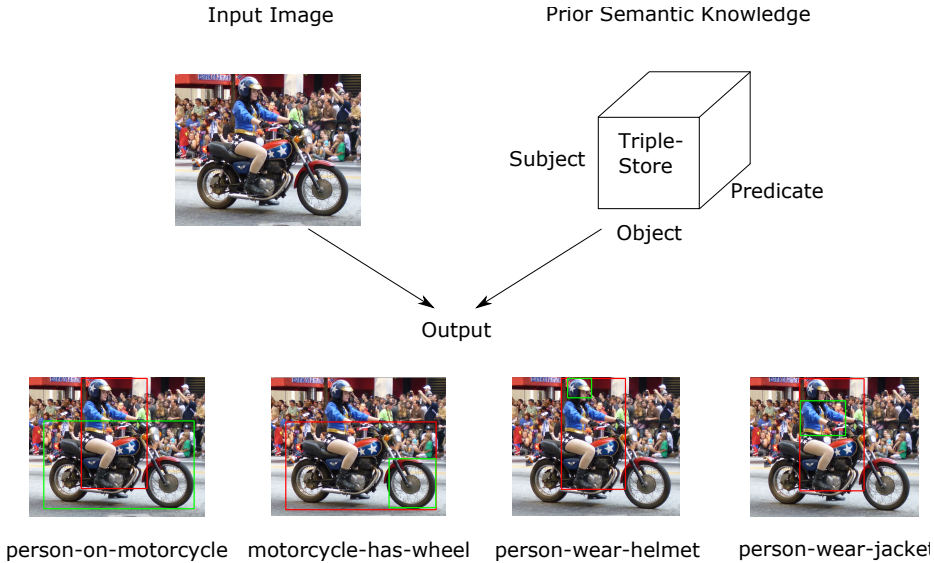 Input Image
Prior Semantic Knowledge
Triple-
Store
Subject
Predicate
Object
Output
person-on-motorcycle
motorcycle-has-wheel
person-wear-helmet
person-wear-jacket